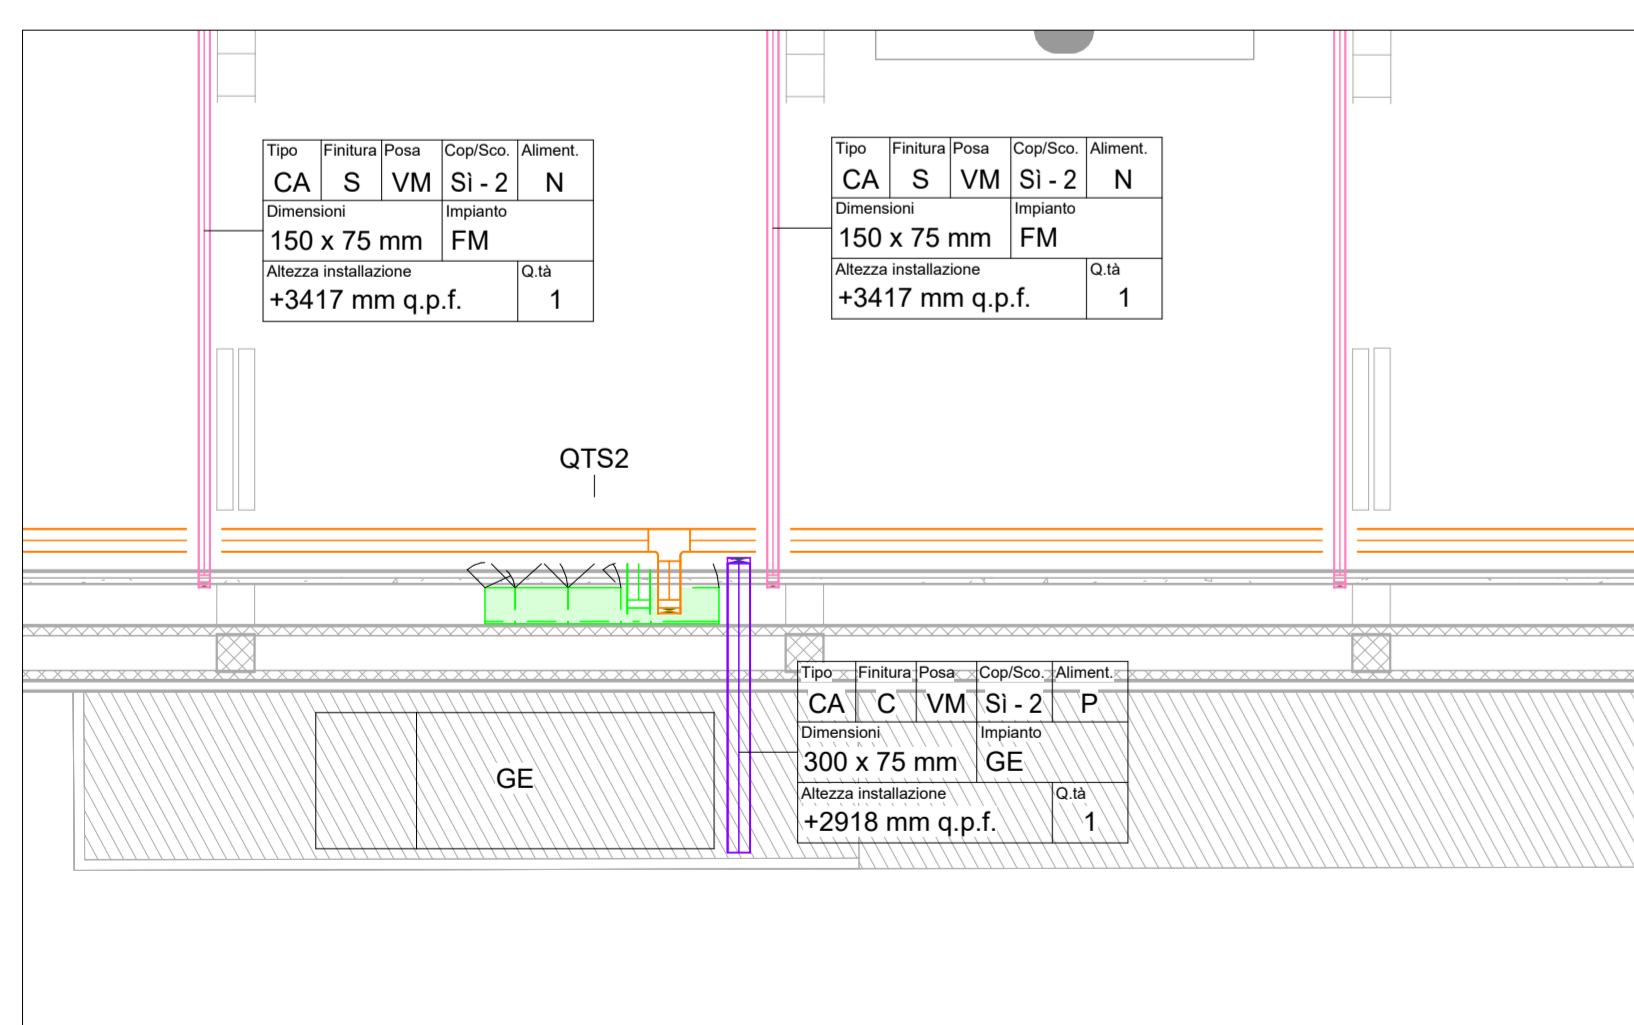 Tipo Finitura Posa Cop/Sco. Aliment.
CA S VM Sì - 2 N
Dimensioni Impianto
150 x 75 mm FM
Altezza installazione Q.tà
+3417 mm q.p.f. 1
Tipo Finitura Posa Cop/Sco. Aliment.
CA S VM Sì - 2 N
Dimensioni Impianto
150 x 75 mm FM
Altezza installazione Q.tà
+3417 mm q.p.f. 1
QTS2
Tipo Finitura Posa Cop/Sco. Aliment.
CA C VM Sì - 2 P
Dimensioni Impianto
300 x 75 mm GE
Altezza installazione Q.tà
+2918 mm q.p.f. 1
GE